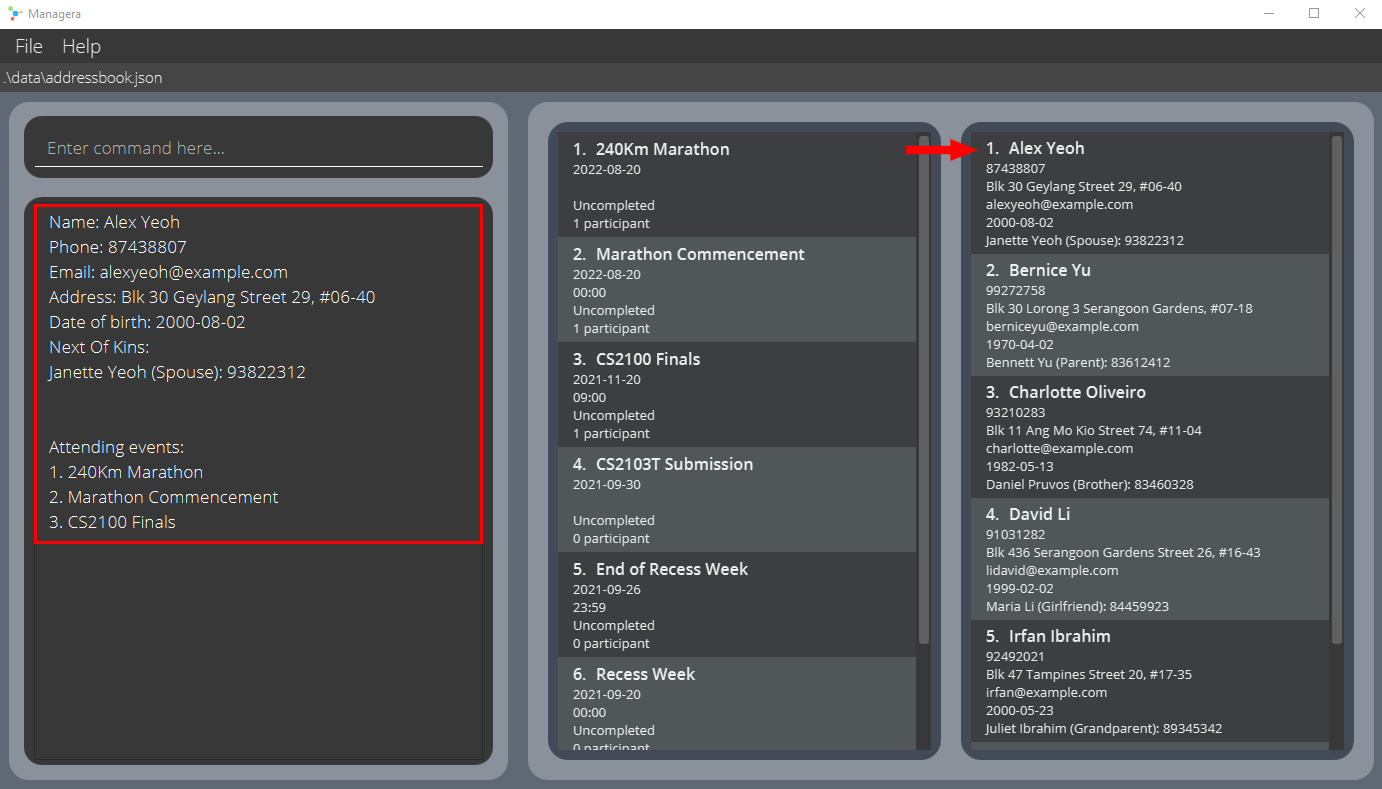 Managera
File Help
.\data\addressbook.json
Enter command here...
Name: Alex Yeoh
Phone: 87438807
Email: alexyeoh@example.com
Address: Blk 30 Geylang Street 29, #06-40
Date of birth: 2000-08-02
Next Of Kins:
Janette Yeoh (Spouse): 93822312
Attending events:
1. 240Km Marathon
2. Marathon Commencement
3. CS2100 Finals
1. 240Km Marathon
2022-08-20
Uncompleted
1 participant
2. Marathon Commencement
2022-08-20
00:00
Uncompleted
1 participant
3. CS2100 Finals
2021-11-20
09:00
Uncompleted
1 participant
4. CS2103T Submission
2021-09-30
Uncompleted
0 participant
5. End of Recess Week
2021-09-26
23:59
Uncompleted
0 participant
6. Recess Week
2021-09-20
00:00
Uncompleted
0 participant
1. Alex Yeoh
87438807
Blk 30 Geylang Street 29, #06-40
alexyeoh@example.com
2000-08-02
Janette Yeoh (Spouse): 93822312
2. Bernice Yu
99272758
Blk 30 Lorong 3 Serangoon Gardens, #07-18
berniceyu@example.com
1970-04-02
Bennett Yu (Parent): 83612412
3. Charlotte Oliveiro
93210283
Blk 11 Ang Mo Kio Street 74, #11-04
charlotte@example.com
1982-05-13
Daniel Pruvos (Brother): 83460328
4. David Li
91031282
Blk 436 Serangoon Gardens Street 26, #16-43
lidavid@example.com
1999-02-02
Maria Li (Girlfriend): 84459923
5. Irfan Ibrahim
92492021
Blk 47 Tampines Street 20, #17-35
irfan@example.com
2000-05-23
Juliet Ibrahim (Grandparent): 89345342